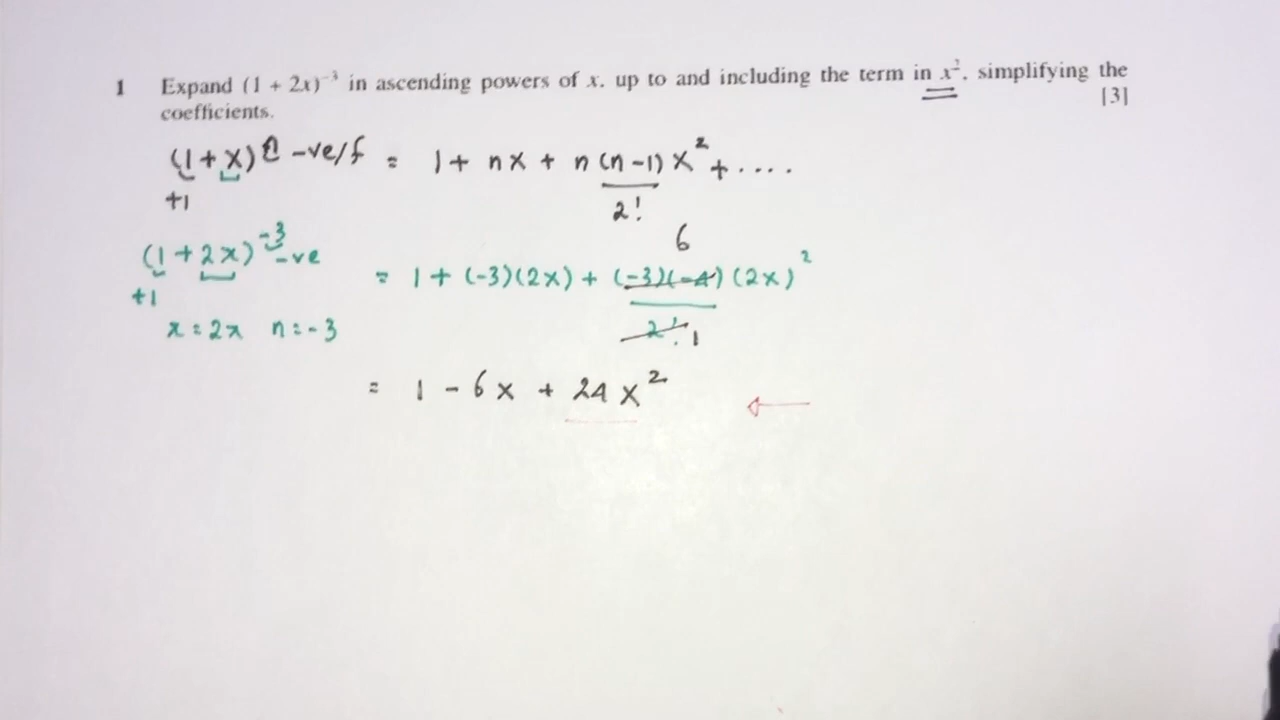 1 Expand (1 + 2x)⁻³ in ascending powers of x, up to and including the term in x², simplifying the
coefficients. [3]
(1+x)ⁿ -ve/f = 1 + nx + n(n-1)/2! x² + ....
+1
(1+2x)⁻³ -ve = 1 + (-3)(2x) + (-3)(-4)/2! (2x)²
6
+1
1
x=2x n=-3
= 1 - 6x + 24x²